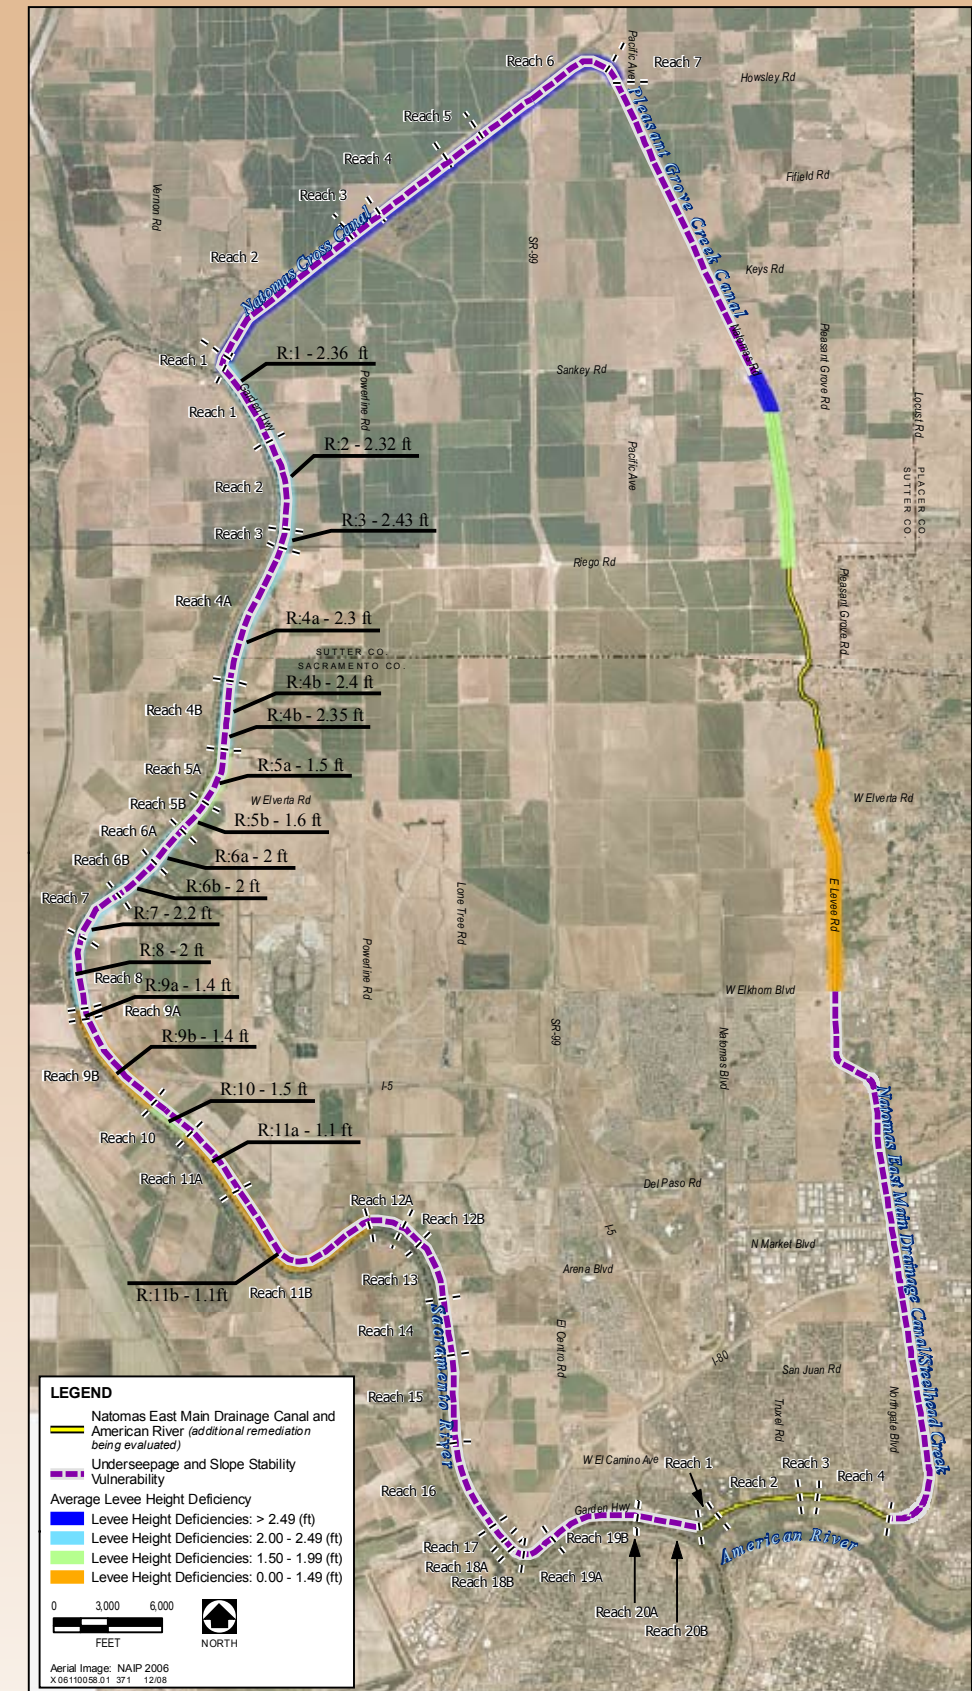 Reach 6
Pacific Ave
Reach 7
Howsley Rd
Pleasant Grove Creek Canal
Reach 5
Reach 4
Fifield Rd
Reach 3
Vernon Rd
Natomas Cross Canal
SR-99
Reach 2
Keys Rd
Natomas Rd
Pleasant Grove Rd
Reach 1
R:1 - 2.36 ft
Sankey Rd
Powerline Rd
Garden Hwy
Locust Rd
Reach 1
R:2 - 2.32 ft
Pacific Ave
PLACER CO.
SUTTER CO.
Reach 2
R:3 - 2.43 ft
Reach 3
Riego Rd
Pleasant Grove Rd
Reach 4A
R:4a - 2.3 ft
SUTTER CO.
SACRAMENTO CO.
R:4b - 2.4 ft
Reach 4B
R:4b - 2.35 ft
Reach 5A
R:5a - 1.5 ft
W Elverta Rd
W Elverta Rd
Reach 5B
R:5b - 1.6 ft
Reach 6A
R:6a - 2 ft
Reach 6B
R:6b - 2 ft
Reach 7
R:7 - 2.2 ft
Lone Tree Rd
E Levee Rd
Powerline Rd
R:8 - 2 ft
Reach 8
R:9a - 1.4 ft
W Elkhorn Blvd
Reach 9A
R:9b - 1.4 ft
SR-99
Natomas Blvd
Reach 9B
I-5
R:10 - 1.5 ft
Reach 10
R:11a - 1.1 ft
Natomas East Main Drainage Canal/Steelhead Creek
Reach 11A
Del Paso Rd
Reach 12A
Reach 12B
I-5
N Market Blvd
Arena Blvd
Reach 13
R:11b - 1.1ft
Reach 11B
Reach 14
Sacramento River
El Centro Rd
I-80
San Juan Rd
Reach 15
Truxel Rd
Northgate Blvd
W El Camino Ave
Reach 1
Reach 2
Reach 3
Reach 4
Reach 16
Garden Hwy
Reach 17
Reach 19B
American River
Reach 18A
Reach 18B
Reach 19A
Reach 20A
Reach 20B
LEGEND
Natomas East Main Drainage Canal and
American River (additional remediation
being evaluated)
Underseepage and Slope Stability
Vulnerability
Average Levee Height Deficiency
Levee Height Deficiencies: > 2.49 (ft)
Levee Height Deficiencies: 2.00 - 2.49 (ft)
Levee Height Deficiencies: 1.50 - 1.99 (ft)
Levee Height Deficiencies: 0.00 - 1.49 (ft)
0 3,000 6,000
FEET
NORTH
Aerial Image: NAIP 2006
X 06110058.01 371 12/08